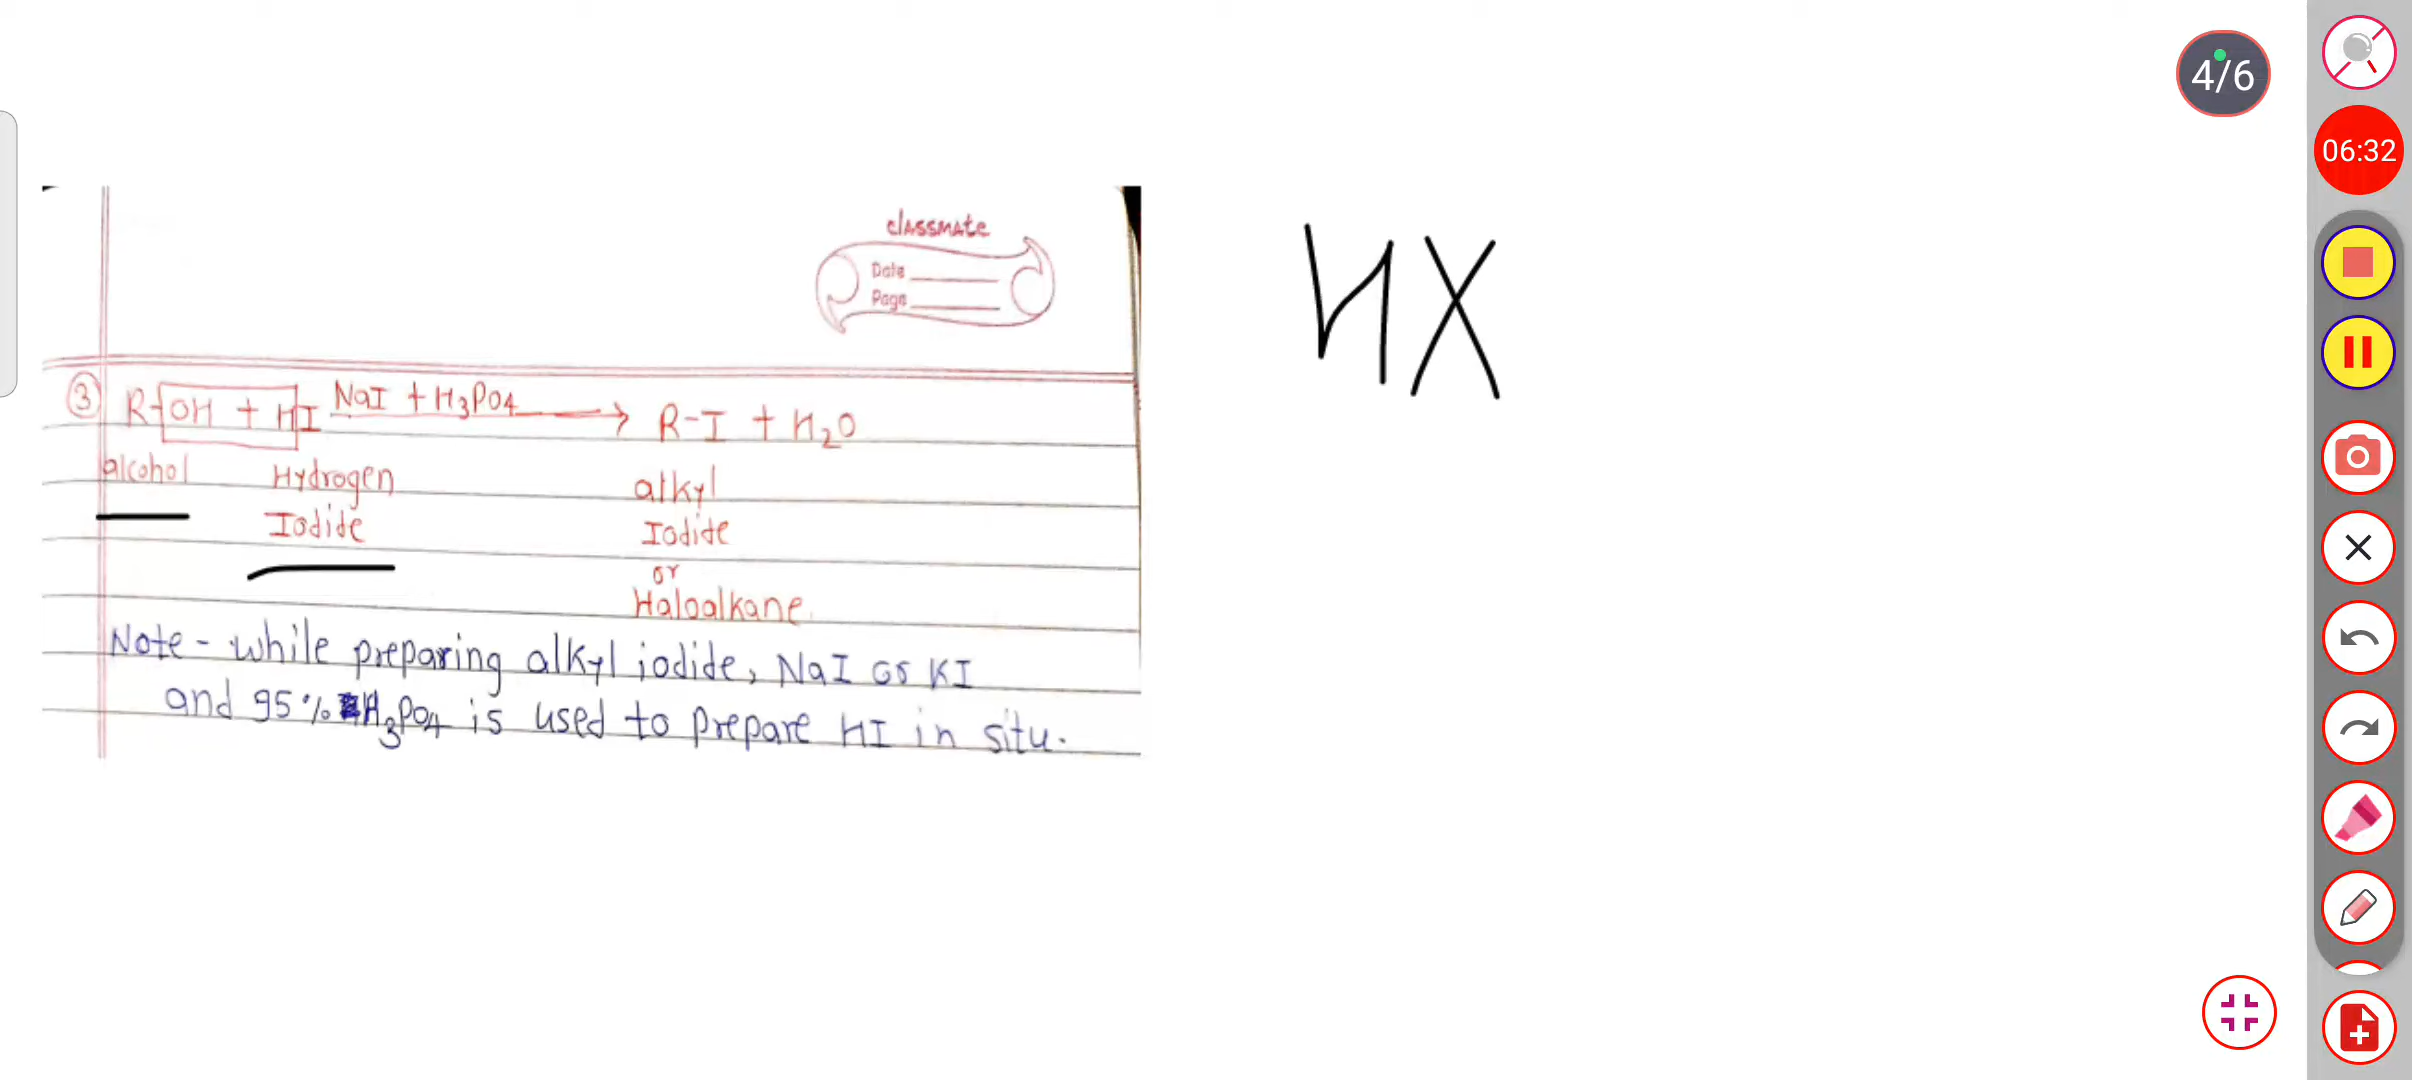 4/6
06:32
classmate
Date
Page
HX
③ R-OH + HI NaI + H3PO4 → R-I + H2O
alcohol Hydrogen Iodide alkyl Iodide
or
Haloalkane.
Note - while preparing alkyl iodide, NaI or KI
and 95% H3PO4 is used to prepare HI in situ.